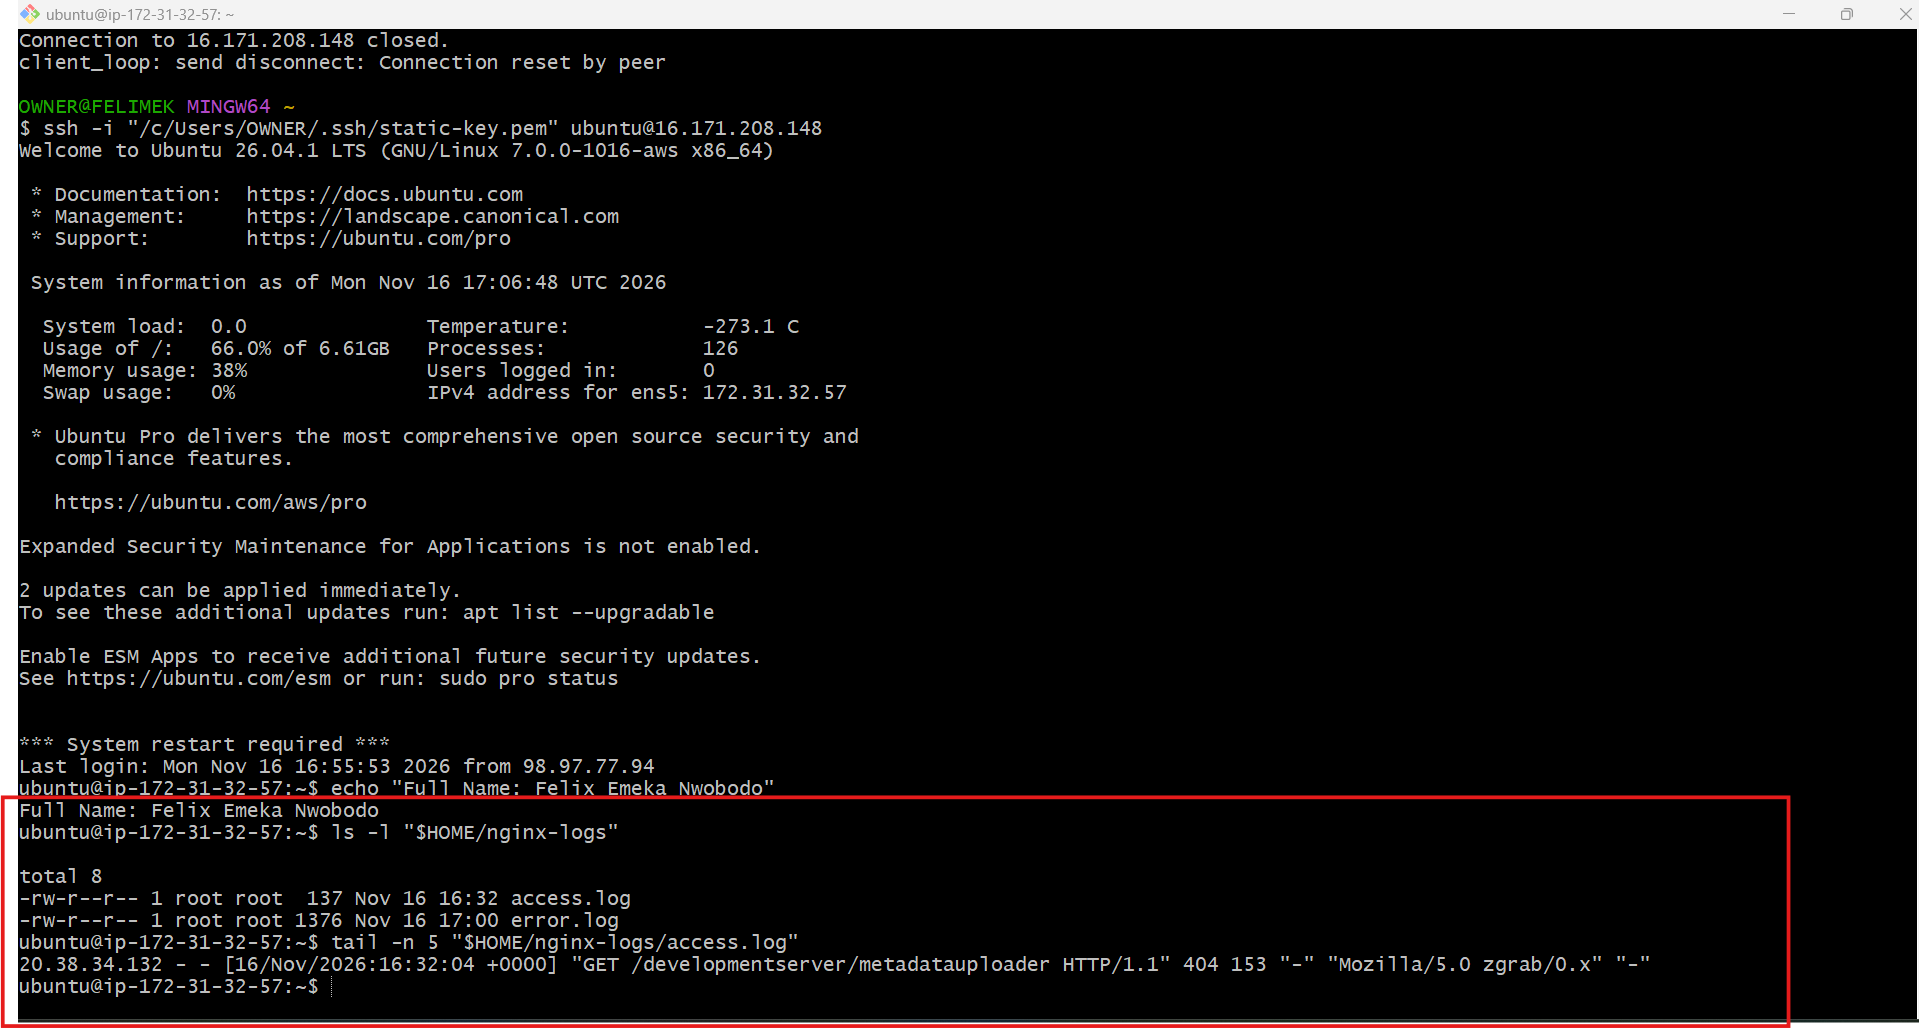 ubuntu@ip-172-31-32-57: ~
Connection to 16.171.208.148 closed.
client_loop: send disconnect: Connection reset by peer
OWNER@FELIMEK MINGW64 ~
$ ssh -i "/c/Users/OWNER/.ssh/static-key.pem" ubuntu@16.171.208.148
Welcome to Ubuntu 26.04.1 LTS (GNU/Linux 7.0.0-1016-aws x86_64)
* Documentation:  https://docs.ubuntu.com
* Management:     https://landscape.canonical.com
* Support:        https://ubuntu.com/pro
System information as of Mon Nov 16 17:06:48 UTC 2026
System load:  0.0               Temperature:           -273.1 C
Usage of /:   66.0% of 6.61GB   Processes:             126
Memory usage: 38%               Users logged in:       0
Swap usage:   0%                IPv4 address for ens5: 172.31.32.57
* Ubuntu Pro delivers the most comprehensive open source security and
compliance features.
https://ubuntu.com/aws/pro
Expanded Security Maintenance for Applications is not enabled.
2 updates can be applied immediately.
To see these additional updates run: apt list --upgradable
Enable ESM Apps to receive additional future security updates.
See https://ubuntu.com/esm or run: sudo pro status
*** System restart required ***
Last login: Mon Nov 16 16:55:53 2026 from 98.97.77.94
ubuntu@ip-172-31-32-57:~$ echo "Full Name: Felix Emeka Nwobodo"
Full Name: Felix Emeka Nwobodo
ubuntu@ip-172-31-32-57:~$ ls -l "$HOME/nginx-logs"
total 8
-rw-r--r-- 1 root root  137 Nov 16 16:32 access.log
-rw-r--r-- 1 root root 1376 Nov 16 17:00 error.log
ubuntu@ip-172-31-32-57:~$ tail -n 5 "$HOME/nginx-logs/access.log"
20.38.34.132 - - [16/Nov/2026:16:32:04 +0000] "GET /developmentserver/metadatauploader HTTP/1.1" 404 153 "-" "Mozilla/5.0 zgrab/0.x" "-"
ubuntu@ip-172-31-32-57:~$